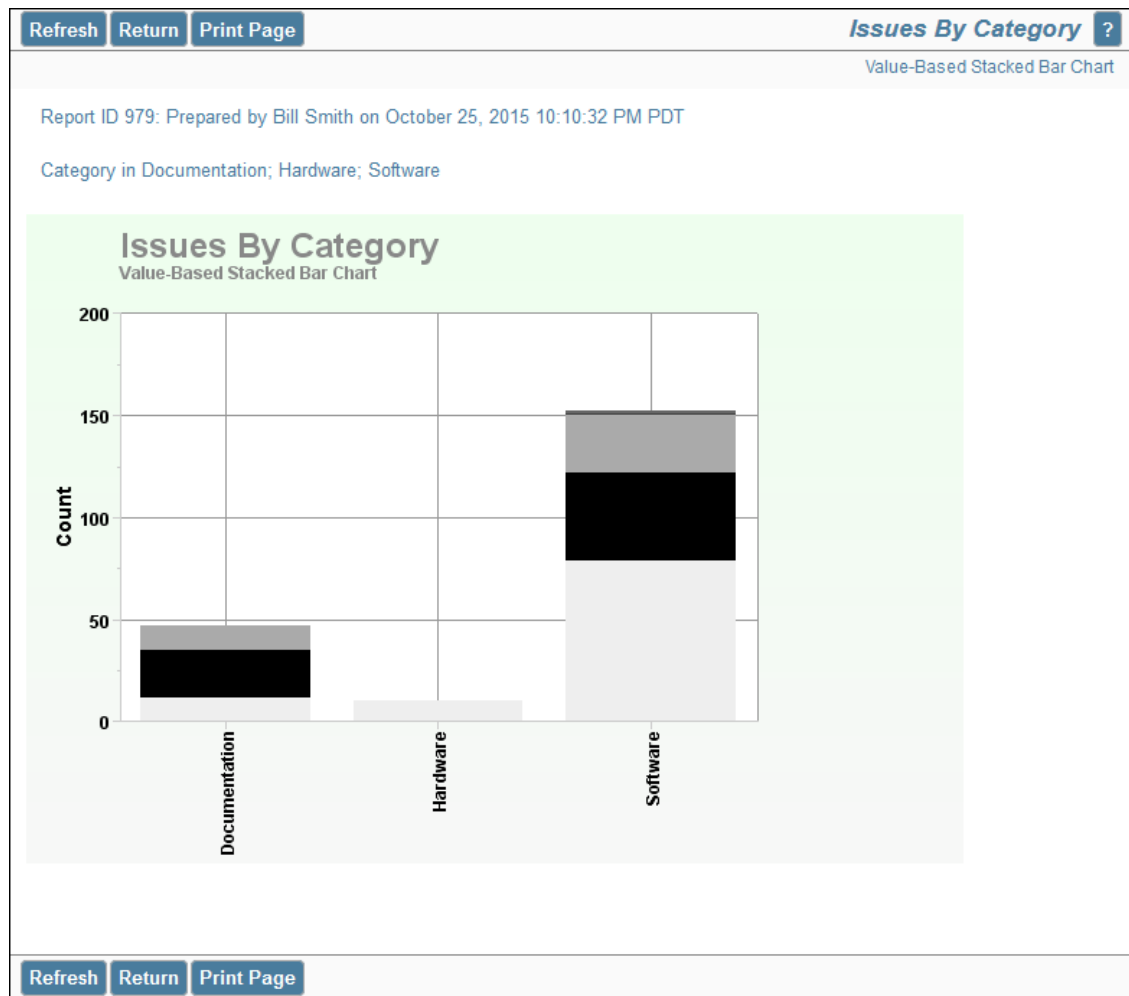 Refresh Return Print Page Issues By Category ?
Value-Based Stacked Bar Chart
Report ID 979: Prepared by Bill Smith on October 25, 2015 10:10:32 PM PDT
Category in Documentation; Hardware; Software
Issues By Category
Value-Based Stacked Bar Chart
200
150
100
50
0
Count
Documentation
Hardware
Software
Refresh Return Print Page